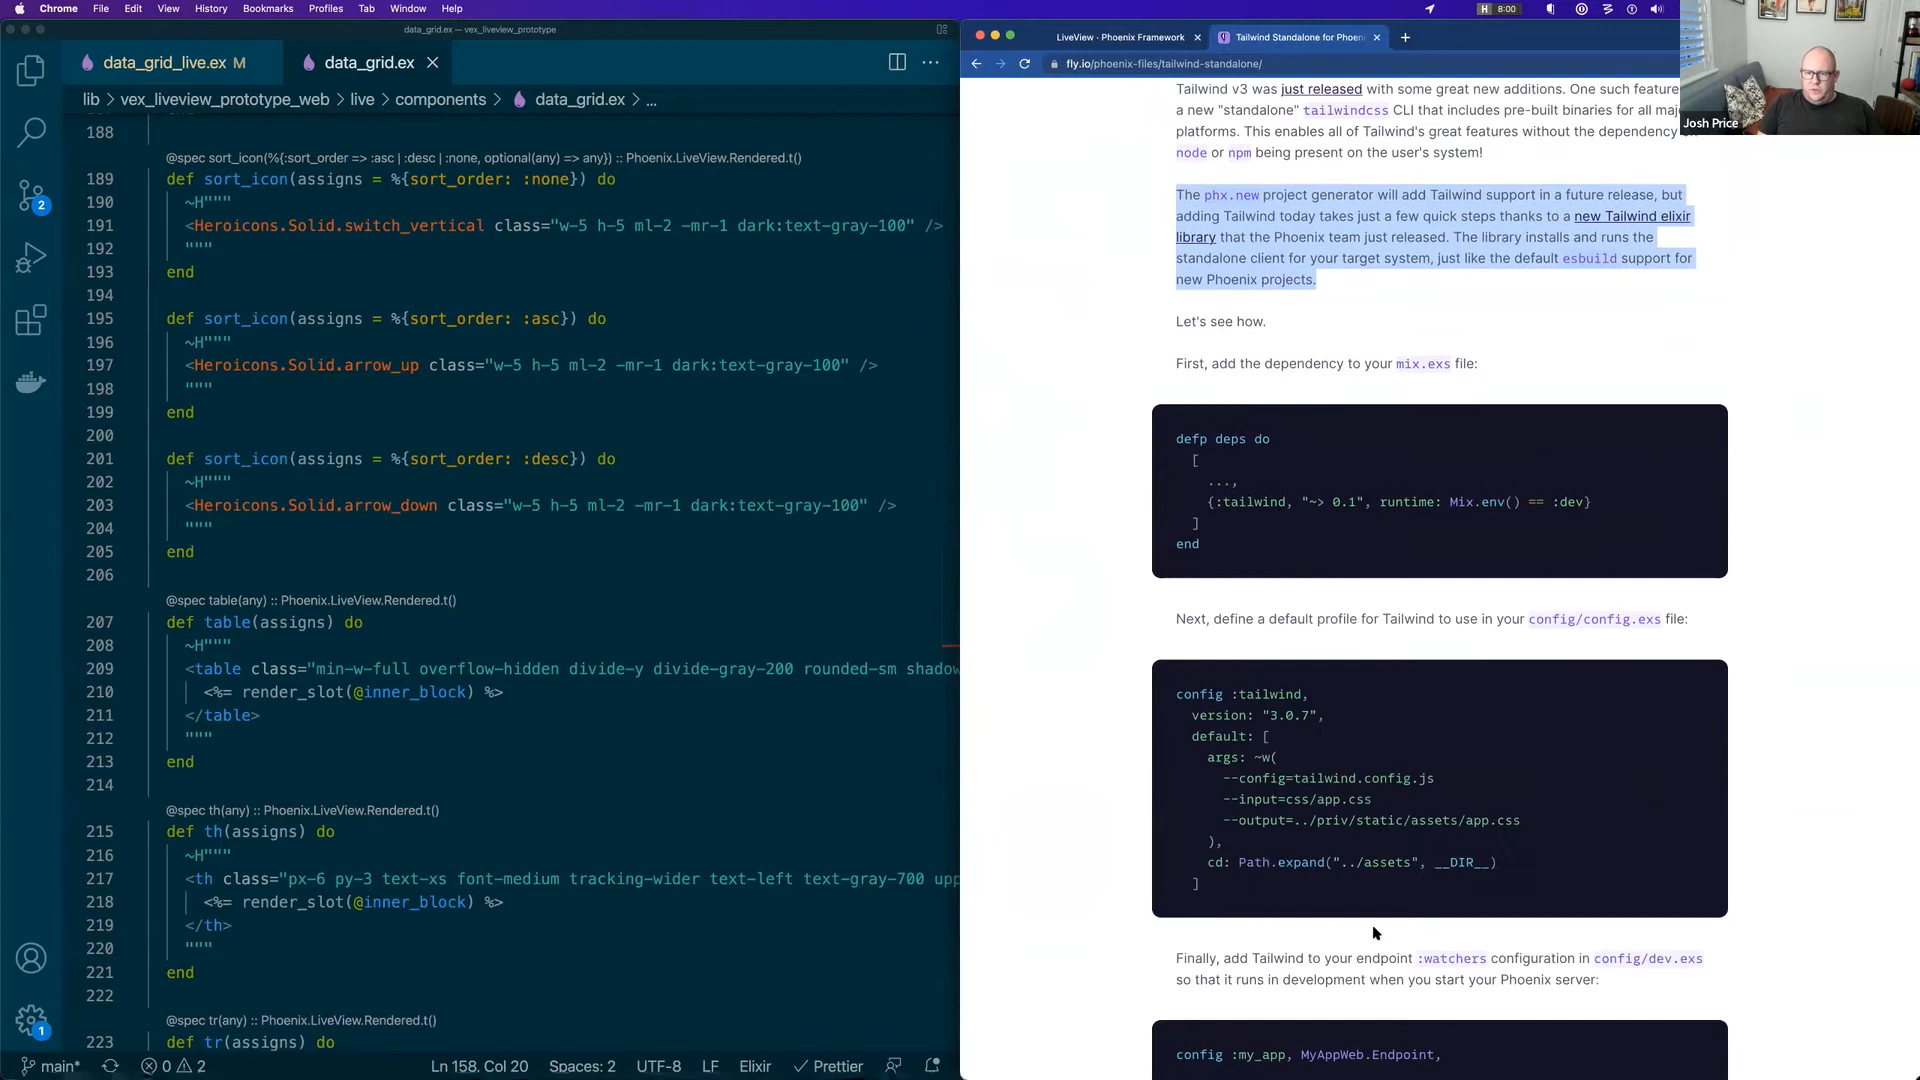 Chrome File Edit View History Bookmarks Profiles Tab Window Help
H 8:00
data_grid.ex — vex_liveview_prototype
data_grid_live.ex M
data_grid.ex
lib > vex_liveview_prototype_web > live > components > data_grid.ex > ...
188
@spec sort_icon(%{:sort_order => :asc | :desc | :none, optional(any) => any}) :: Phoenix.LiveView.Rendered.t()
189 def sort_icon(assigns = %{sort_order: :none}) do
190 ~H"""
191 <Heroicons.Solid.switch_vertical class="w-5 h-5 ml-2 -mr-1 dark:text-gray-100" />
192 """
193 end
194
195 def sort_icon(assigns = %{sort_order: :asc}) do
196 ~H"""
197 <Heroicons.Solid.arrow_up class="w-5 h-5 ml-2 -mr-1 dark:text-gray-100" />
198 """
199 end
200
201 def sort_icon(assigns = %{sort_order: :desc}) do
202 ~H"""
203 <Heroicons.Solid.arrow_down class="w-5 h-5 ml-2 -mr-1 dark:text-gray-100" />
204 """
205 end
206
@spec table(any) :: Phoenix.LiveView.Rendered.t()
207 def table(assigns) do
208 ~H"""
209 <table class="min-w-full overflow-hidden divide-y divide-gray-200 rounded-sm shadow
210 <%= render_slot(@inner_block) %>
211 </table>
212 """
213 end
214
@spec th(any) :: Phoenix.LiveView.Rendered.t()
215 def th(assigns) do
216 ~H"""
217 <th class="px-6 py-3 text-xs font-medium tracking-wider text-left text-gray-700 upp
218 <%= render_slot(@inner_block) %>
219 </th>
220 """
221 end
222
@spec tr(any) :: Phoenix.LiveView.Rendered.t()
223 def tr(assigns) do
2
1
main* 0 2 Ln 158, Col 20 Spaces: 2 UTF-8 LF Elixir Prettier
LiveView · Phoenix Framework
Tailwind Standalone for Phoen
fly.io/phoenix-files/tailwind-standalone/
Josh Price
Tailwind v3 was just released with some great new additions. One such feature
a new "standalone" tailwindcss CLI that includes pre-built binaries for all maj
platforms. This enables all of Tailwind's great features without the dependency
node or npm being present on the user's system!
The phx.new project generator will add Tailwind support in a future release, but
adding Tailwind today takes just a few quick steps thanks to a new Tailwind elixir
library that the Phoenix team just released. The library installs and runs the
standalone client for your target system, just like the default esbuild support for
new Phoenix projects.
Let's see how.
First, add the dependency to your mix.exs file:
defp deps do
[
...,
{:tailwind, "~> 0.1", runtime: Mix.env() == :dev}
]
end
Next, define a default profile for Tailwind to use in your config/config.exs file:
config :tailwind,
version: "3.0.7",
default: [
args: ~w(
--config=tailwind.config.js
--input=css/app.css
--output=../priv/static/assets/app.css
),
cd: Path.expand("../assets", __DIR__)
]
Finally, add Tailwind to your endpoint :watchers configuration in config/dev.exs
so that it runs in development when you start your Phoenix server:
config :my_app, MyAppWeb.Endpoint,